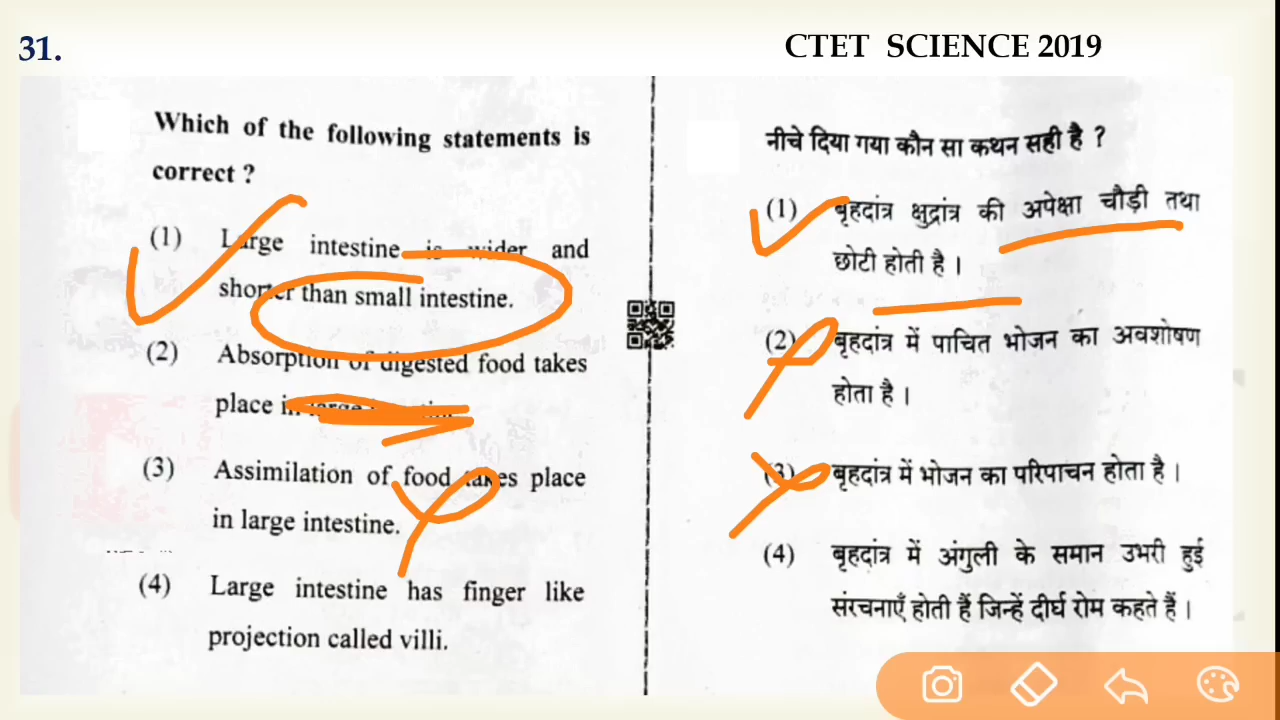 31.
CTET SCIENCE 2019
Which of the following statements is
correct ?
(1) Large intestine is wider and
shorter than small intestine.
(2) Absorption of digested food takes
place in large
(3) Assimilation of food takes place
in large intestine.
(4) Large intestine has finger like
projection called villi.
नीचे दिया गया कौन सा कथन सही है ?
(1) बृहदांत्र क्षुद्रांत्र की अपेक्षा चौड़ी तथा
छोटी होती है ।
(2) बृहदांत्र में पाचित भोजन का अवशोषण
होता है ।
(3) बृहदांत्र में भोजन का परिपाचन होता है ।
(4) बृहदांत्र में अंगुली के समान उभरी हुई
संरचनाएँ होती हैं जिन्हें दीर्घ रोम कहते हैं ।